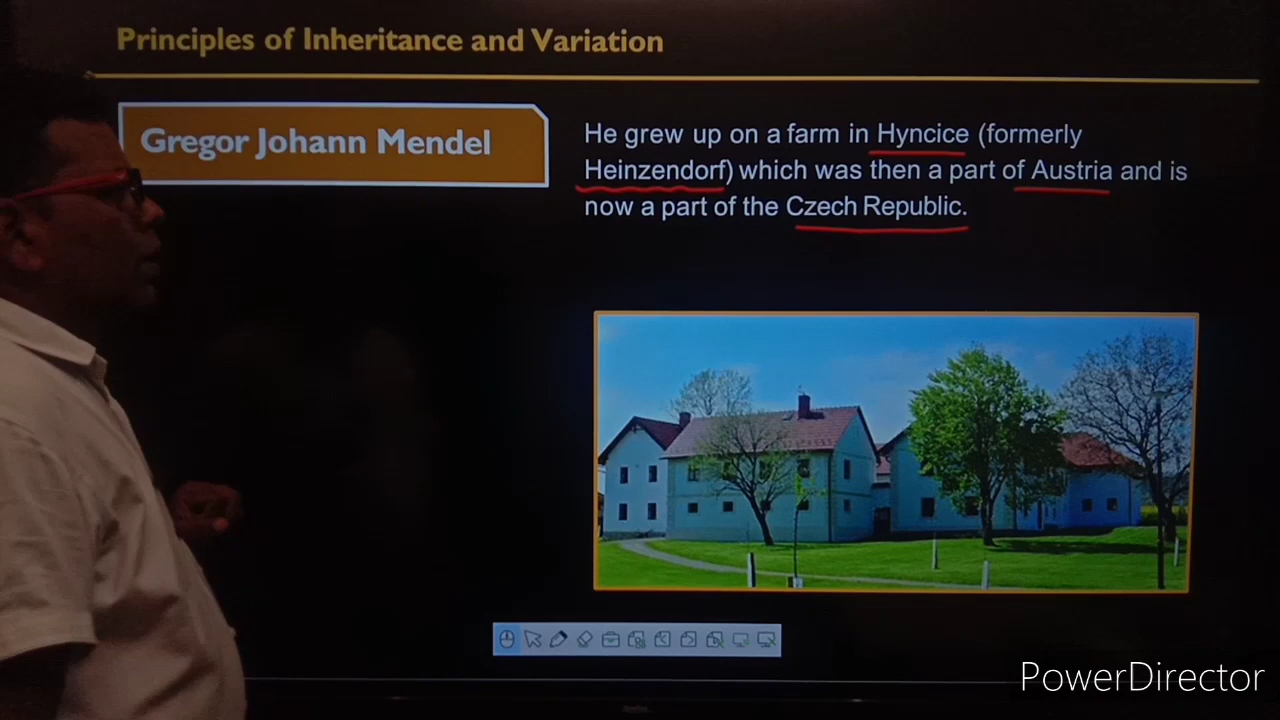 Principles of Inheritance and Variation
Gregor Johann Mendel
He grew up on a farm in Hyncice (formerly
Heinzendorf) which was then a part of Austria and is
now a part of the Czech Republic.
PowerDirector